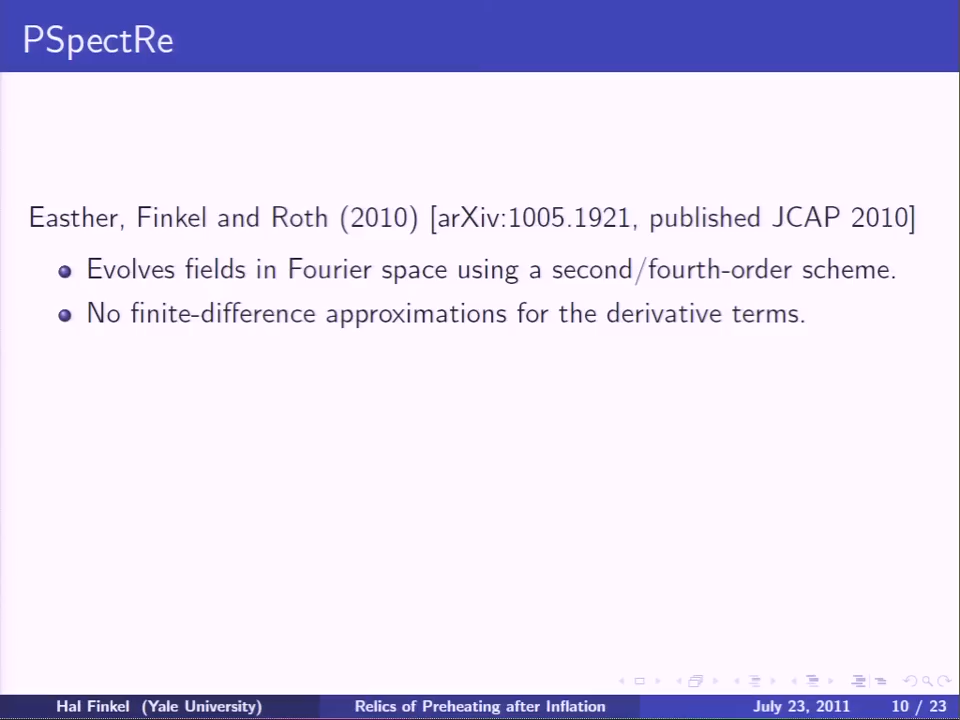 PSpectRe
Easther, Finkel and Roth (2010) [arXiv:1005.1921, published JCAP 2010]
Evolves fields in Fourier space using a second/fourth-order scheme.
No finite-difference approximations for the derivative terms.
Hal Finkel (Yale University) Relics of Preheating after Inflation July 23, 2011 10 / 23